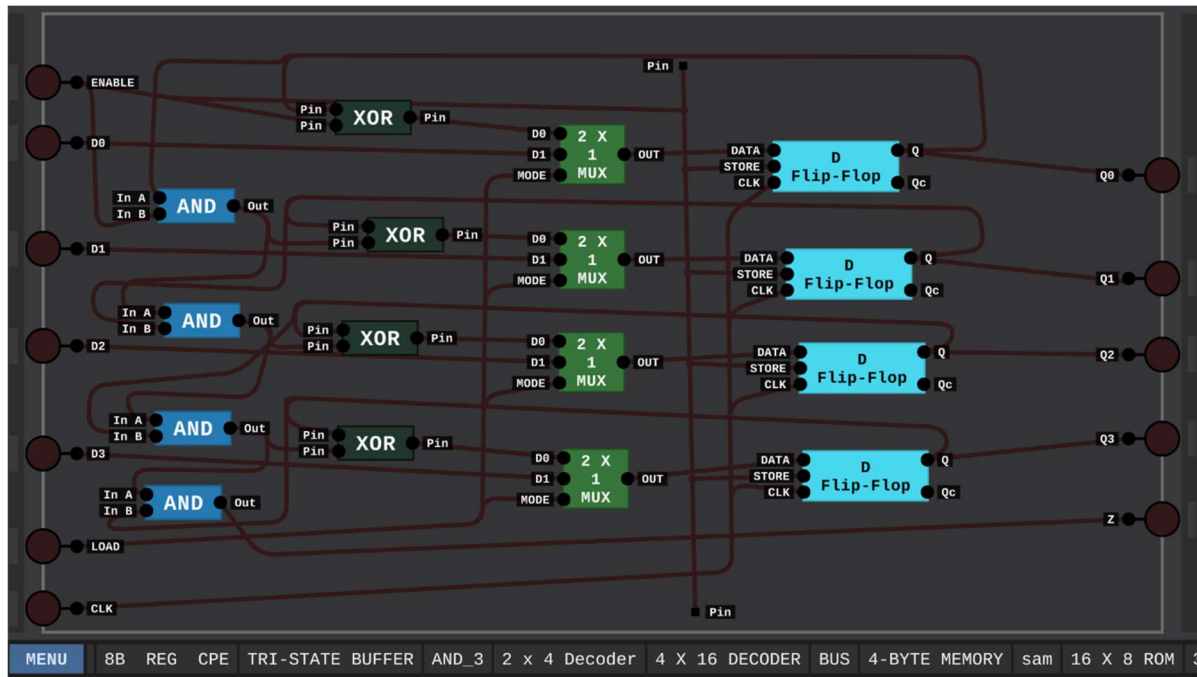 Pin
ENABLE
Pin
XOR
Pin
Pin
D0
D0
2 X
1
MUX
D1
OUT
MODE
DATA
STORE
CLK
D
Flip-Flop
Q
Qc
Q0
In A
In B
AND
Out
D1
Pin
Pin
XOR
Pin
D0
D1
MODE
2 X
1
MUX
OUT
DATA
STORE
CLK
D
Flip-Flop
Q
Qc
Q1
In A
In B
AND
Out
D2
Pin
Pin
XOR
Pin
D0
D1
MODE
2 X
1
MUX
OUT
DATA
STORE
CLK
D
Flip-Flop
Q
Qc
Q2
In A
In B
AND
Out
D3
Pin
Pin
XOR
Pin
D0
D1
MODE
2 X
1
MUX
OUT
DATA
STORE
CLK
D
Flip-Flop
Q
Qc
Q3
In A
In B
AND
Out
Z
LOAD
CLK
Pin
MENU 8B REG CPE TRI-STATE BUFFER AND_3 2 x 4 Decoder 4 X 16 DECODER BUS 4-BYTE MEMORY sam 16 X 8 ROM